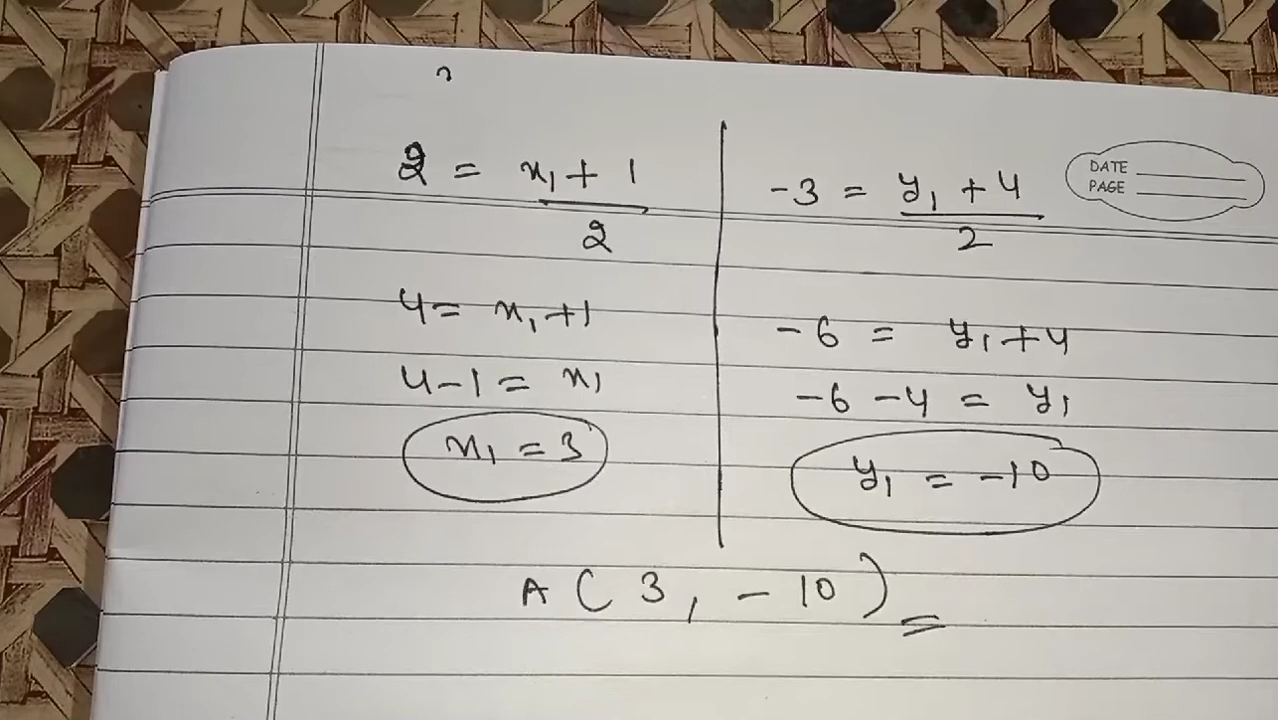 2 = x₁ + 1 / 2
4 = x₁ + 1
4 - 1 = x₁
x₁ = 3
-3 = y₁ + 4 / 2
-6 = y₁ + 4
-6 - 4 = y₁
y₁ = -10
A ( 3 , - 10 )
DATE
PAGE